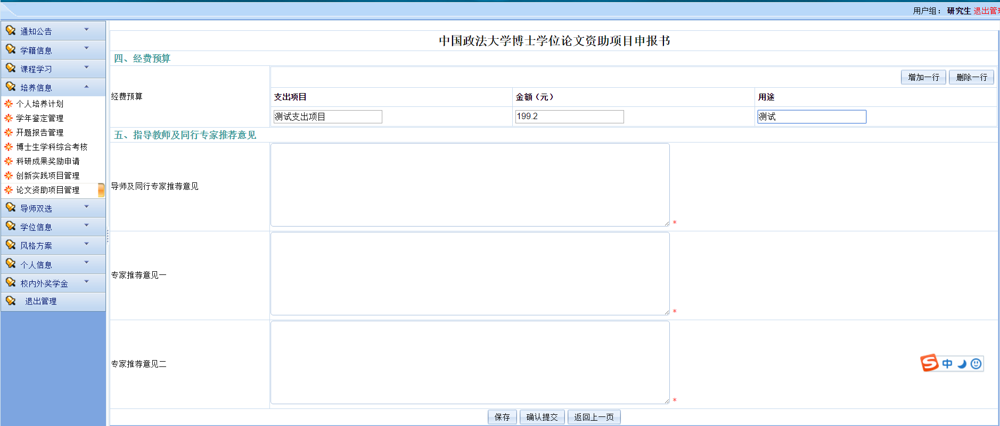 用户组： 研究生 退出管
通知公告
学籍信息
课程学习
培养信息
个人培养计划
学年鉴定管理
开题报告管理
博士生学科综合考核
科研成果奖励申请
创新实践项目管理
论文资助项目管理
导师双选
学位信息
风格方案
个人信息
校内外奖学金
退出管理
中国政法大学博士学位论文资助项目申报书
四、经费预算
增加一行 删除一行
经费预算
支出项目 金额（元） 用途
测试支出项目 199.2 测试
五、指导教师及同行专家推荐意见
导师及同行专家推荐意见
*
专家推荐意见一
*
专家推荐意见二
*
S 中
保存 确认提交 返回上一页